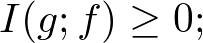 I(g; f) ≥ 0;